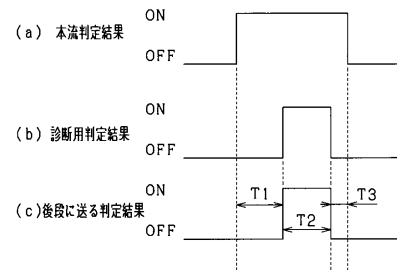 ON
(a) 本流判定結果
OFF
ON
(b) 診断用判定結果
OFF
ON
T1
T3
(c)後段に送る判定結果
T2
OFF